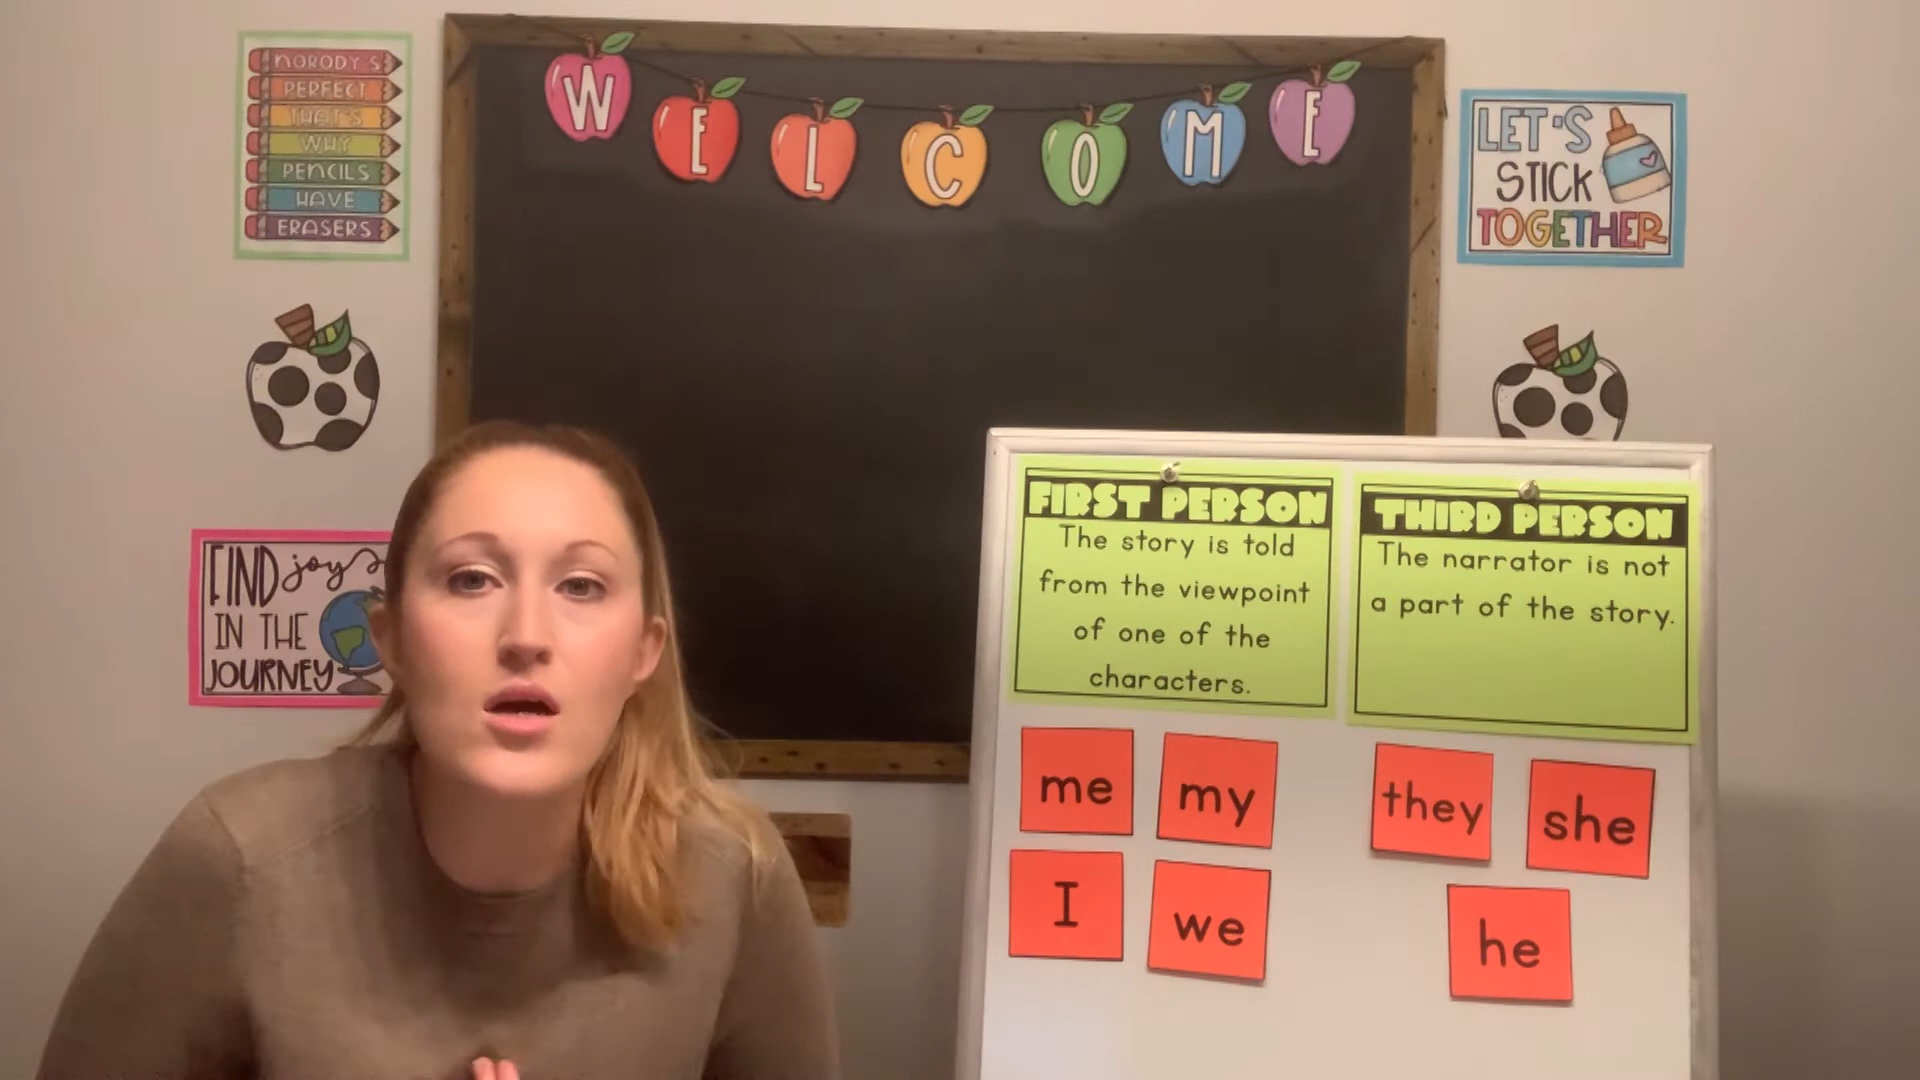 NOBODY'S
PERFECT
THAT'S
WHY
PENCILS
HAVE
ERASERS
WELCOME
LET'S
STICK
TOGETHER
FIND joy
IN THE
JOURNEY
FIRST PERSON
The story is told
from the viewpoint
of one of the
characters.
THIRD PERSON
The narrator is not
a part of the story.
me my
I we
they she
he